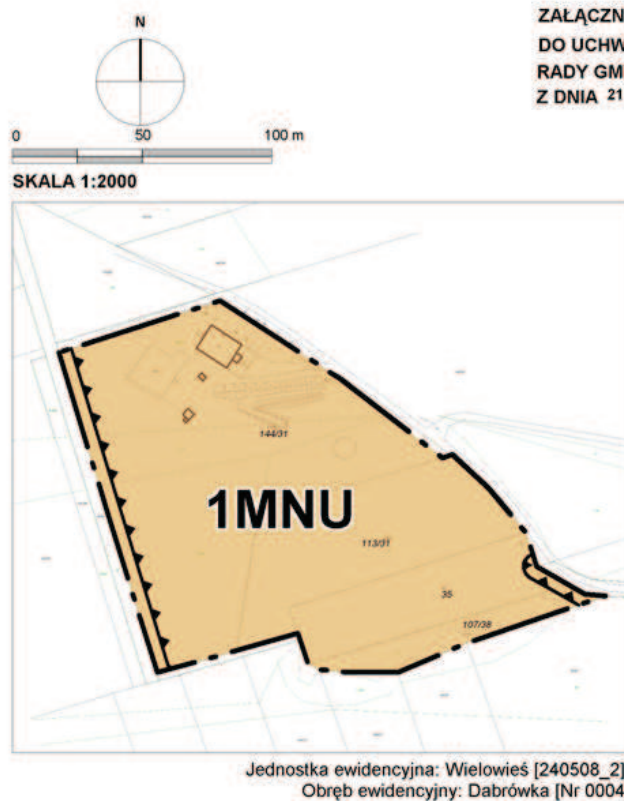 N
ZAŁĄCZN
DO UCHW
RADY GM
Z DNIA 21
0 50 100 m
SKALA 1:2000
144/31
1MNU
113/31
35
107/38
Jednostka ewidencyjna: Wielowieś [240508_2]
Obręb ewidencyjny: Dąbrówka [Nr 0004